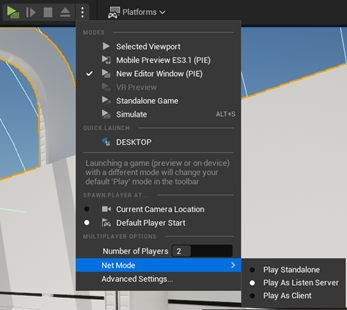 Platforms
MODES
Selected Viewport
Mobile Preview ES3.1 (PIE)
New Editor Window (PIE)
VR Preview
Standalone Game
Simulate ALT+S
QUICK LAUNCH
DESKTOP
Launching a game (preview or on device)
with a different mode will change your
default 'Play' mode in the toolbar
SPAWN PLAYER AT...
Current Camera Location
Default Player Start
MULTIPLAYER OPTIONS
Number of Players 2
Net Mode
Play Standalone
Advanced Settings...
Play As Listen Server
Play As Client